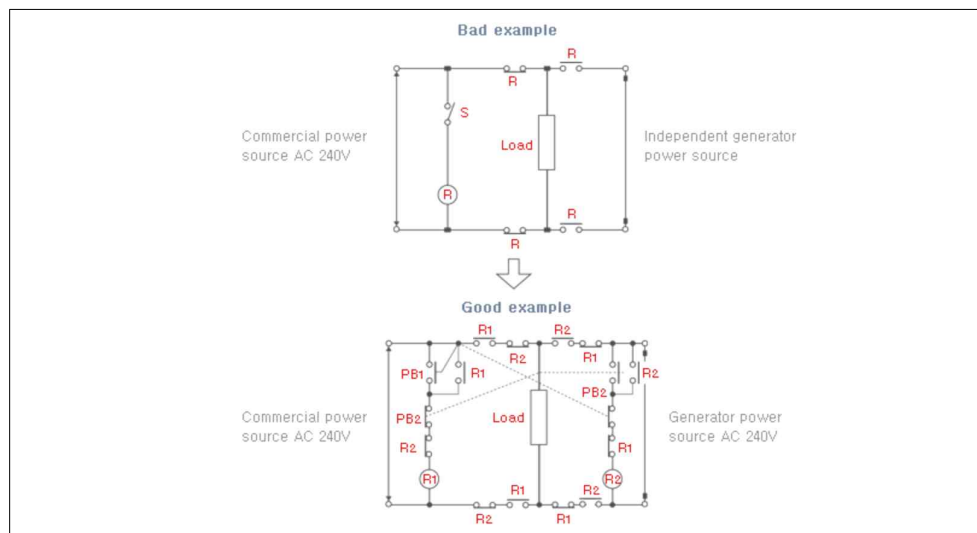 Bad example
R
R
S
Commercial power
source AC 240V
Load
Independent generator
power source
R
R
R
Good example
R1
R2
R2
R1
PB1
R1
R2
PB2
PB2
Commercial power
source AC 240V
Load
Generator power
source AC 240V
R2
R1
R1
R2
R1
R2
R2
R1